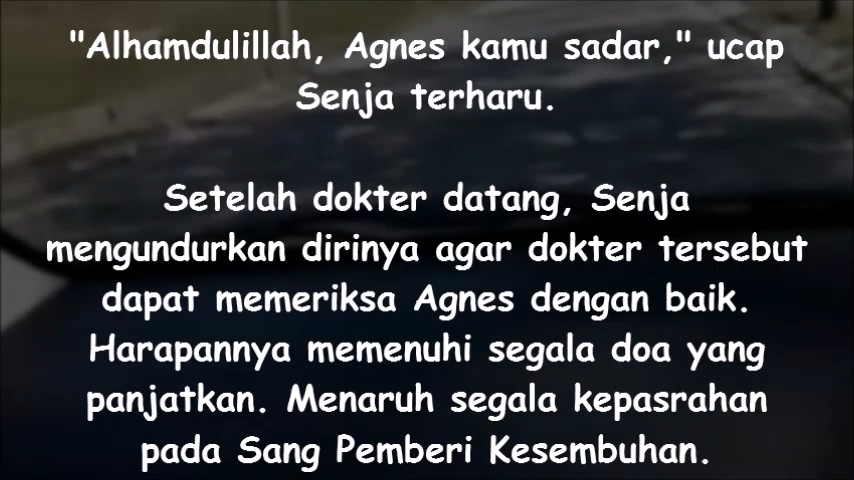 "Alhamdulillah, Agnes kamu sadar," ucap
Senja terharu.
Setelah dokter datang, Senja
mengundurkan dirinya agar dokter tersebut
dapat memeriksa Agnes dengan baik.
Harapannya memenuhi segala doa yang
panjatkan. Menaruh segala kepasrahan
pada Sang Pemberi Kesembuhan.